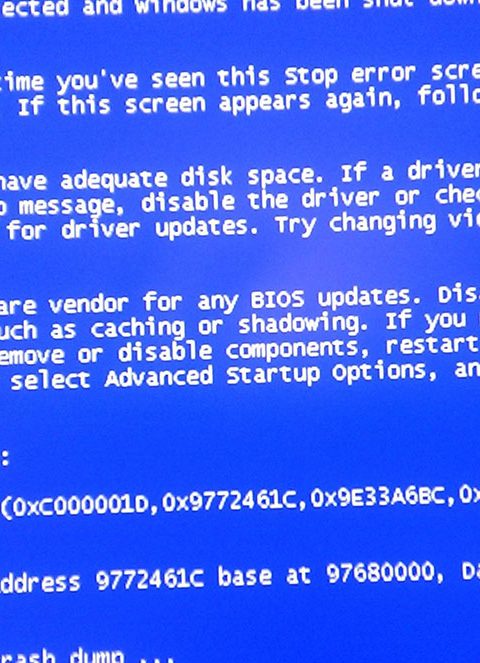 ected and Windows has been shut down
time you've seen this Stop error scre
If this screen appears again, follo
have adequate disk space. If a driver
p message, disable the driver or chec
for driver updates. Try changing vid
are vendor for any BIOS updates. Disa
uch as caching or shadowing. If you
emove or disable components, restart
select Advanced Startup Options, an
:
(0xC000001D,0x9772461C,0x9E33A6BC,0x
ddress 9772461C base at 97680000, Da
rash dump ...